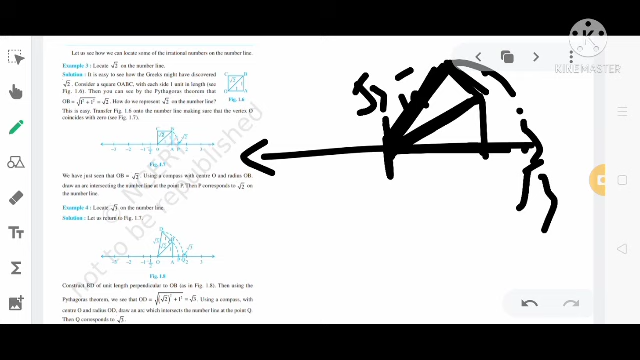 Let us see how we can locate some of the irrational numbers on the number line.
Example 3 : Locate √2 on the number line.
Solution : It is easy to see how the Greeks might have discovered
√2. Consider a square OABC, with each side 1 unit in length (see
Fig. 1.6). Then you can see by the Pythagoras theorem that
OB = √(1² + 1²) = √2. How do we represent √2 on the number line?
This is easy. Transfer Fig. 1.6 onto the number line making sure that the vertex O
coincides with zero (see Fig. 1.7).
Fig. 1.6
Fig. 1.7
We have just seen that OB = √2. Using a compass with centre O and radius OB,
draw an arc intersecting the number line at the point P. Then P corresponds to √2 on
the number line.
Example 4 : Locate √3 on the number line.
Solution : Let us return to Fig. 1.7.
Fig. 1.8
Construct BD of unit length perpendicular to OB (as in Fig. 1.8). Then using the
Pythagoras theorem, we see that OD = √((√2)² + 1²) = √3. Using a compass, with
centre O and radius OD, draw an arc which intersects the number line at the point Q.
Then Q corresponds to √3.
not to be republished
MADE WITH
KINEMASTER